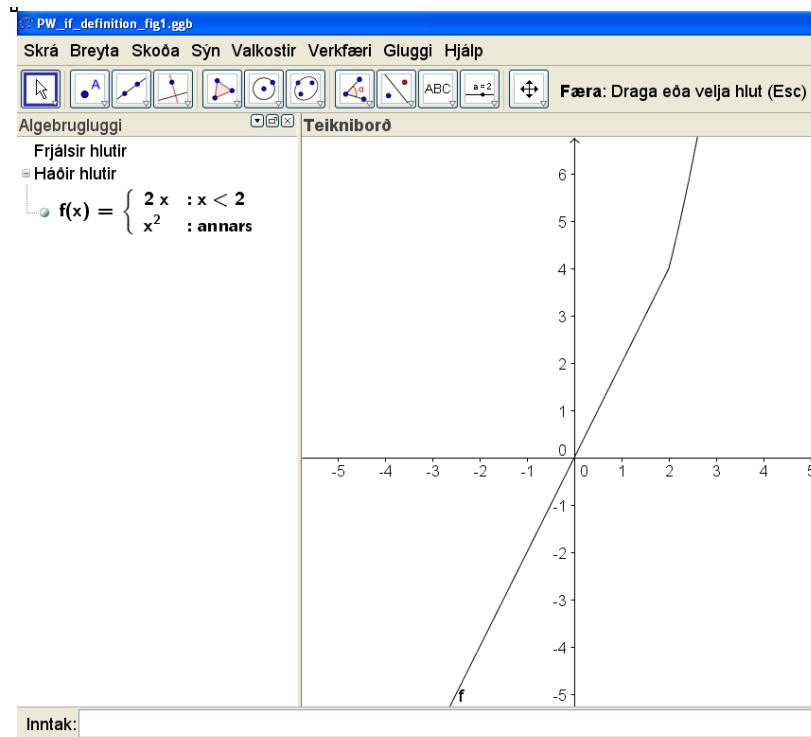 PW_if_definition_fig1.ggb
Skrá Breyta Skoða Sýn Valkostir Verkfæri Gluggi Hjálp
A α ABC a=2 Færa: Draga eða velja hlut (Esc)
Algebrugluggi
Frjálsir hlutir
Háðir hlutir
f(x) = { 2 x : x < 2
x² : annars
Teikniborð
6
5
4
3
2
1
0
-5 -4 -3 -2 -1 0 1 2 3 4 5
-1
-2
-3
-4
-5
f
Inntak: